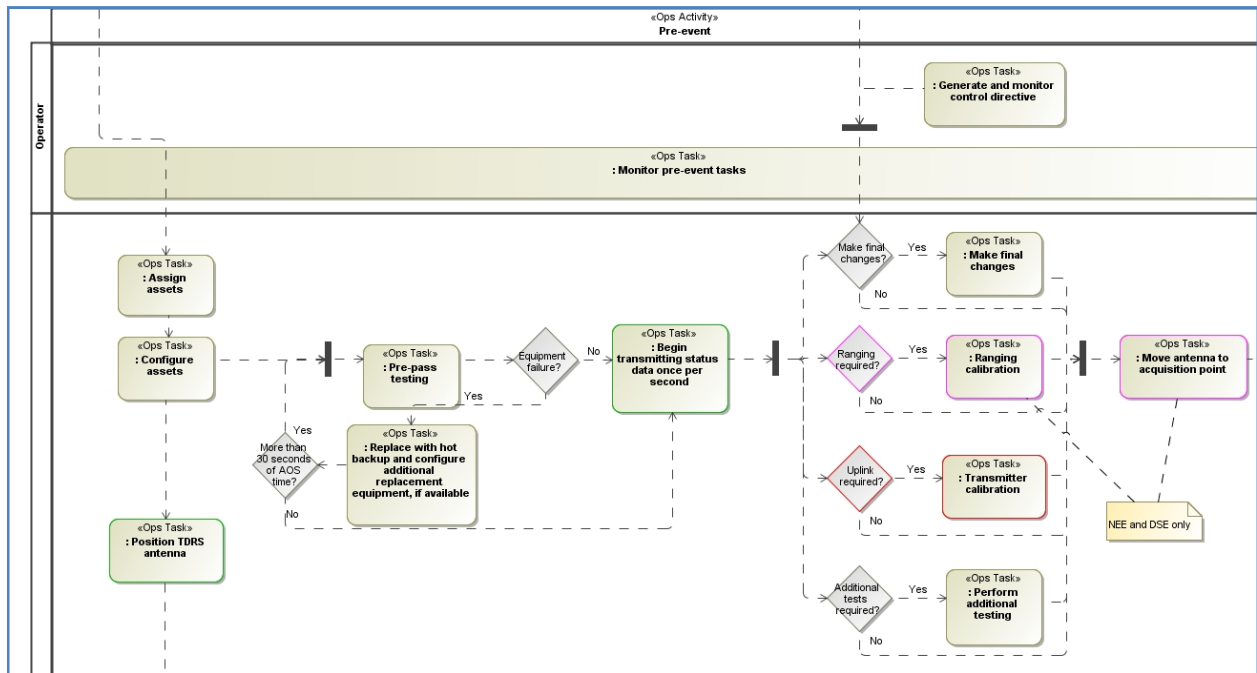 «Ops Activity»
Pre-event
Operator
«Ops Task»
: Generate and monitor
control directive
«Ops Task»
: Monitor pre-event tasks
«Ops Task»
: Assign
assets
«Ops Task»
: Configure
assets
«Ops Task»
: Position TDRS
antenna
«Ops Task»
: Pre-pass
testing
Equipment
failure?
No
Yes
«Ops Task»
: Replace with hot
backup and configure
additional
replacement
equipment, if available
More than
30 seconds
of AOS
time?
Yes
No
«Ops Task»
: Begin
transmitting status
data once per
second
Make final
changes?
Yes
No
«Ops Task»
: Make final
changes
Ranging
required?
Yes
No
«Ops Task»
: Ranging
calibration
Uplink
required?
Yes
No
«Ops Task»
: Transmitter
calibration
Additional
tests
required?
Yes
No
«Ops Task»
: Perform
additional
testing
«Ops Task»
: Move antenna to
acquisition point
NEE and DSE only